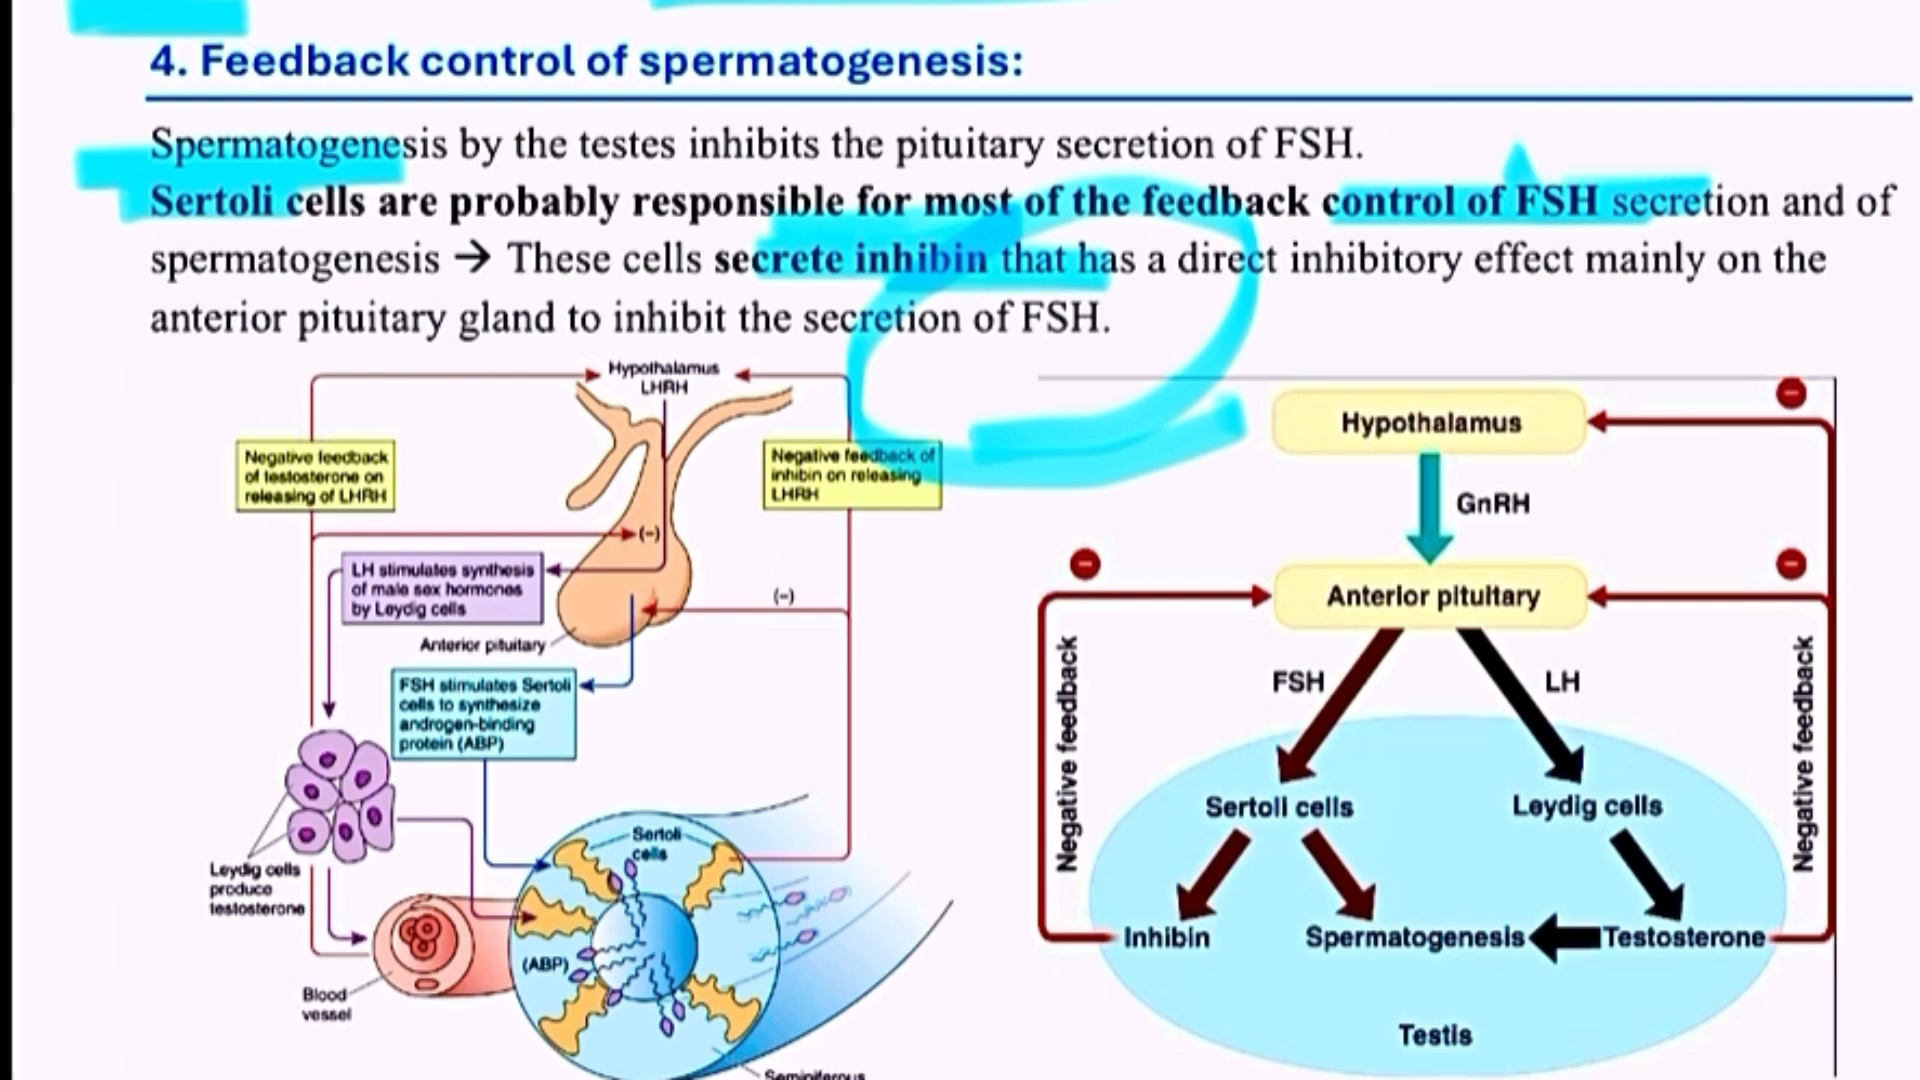 4. Feedback control of spermatogenesis:
Spermatogenesis by the testes inhibits the pituitary secretion of FSH.
Sertoli cells are probably responsible for most of the feedback control of FSH secretion and of
spermatogenesis → These cells secrete inhibin that has a direct inhibitory effect mainly on the
anterior pituitary gland to inhibit the secretion of FSH.
Hypothalamus
LHRH
Negative feedback
of testosterone on
releasing of LHRH
Negative feedback of
inhibin on releasing
LHRH
(-)
LH stimulates synthesis
of male sex hormones
by Leydig cells
(-)
Anterior pituitary
FSH stimulates Sertoli
cells to synthesize
androgen-binding
protein (ABP)
Sertoli
cells
Leydig cells
produce
testosterone
(ABP)
Blood
vessel
Seminiferous
Hypothalamus
GnRH
Anterior pituitary
Negative feedback
FSH
LH
Negative feedback
Sertoli cells
Leydig cells
Inhibin
Spermatogenesis
Testosterone
Testis